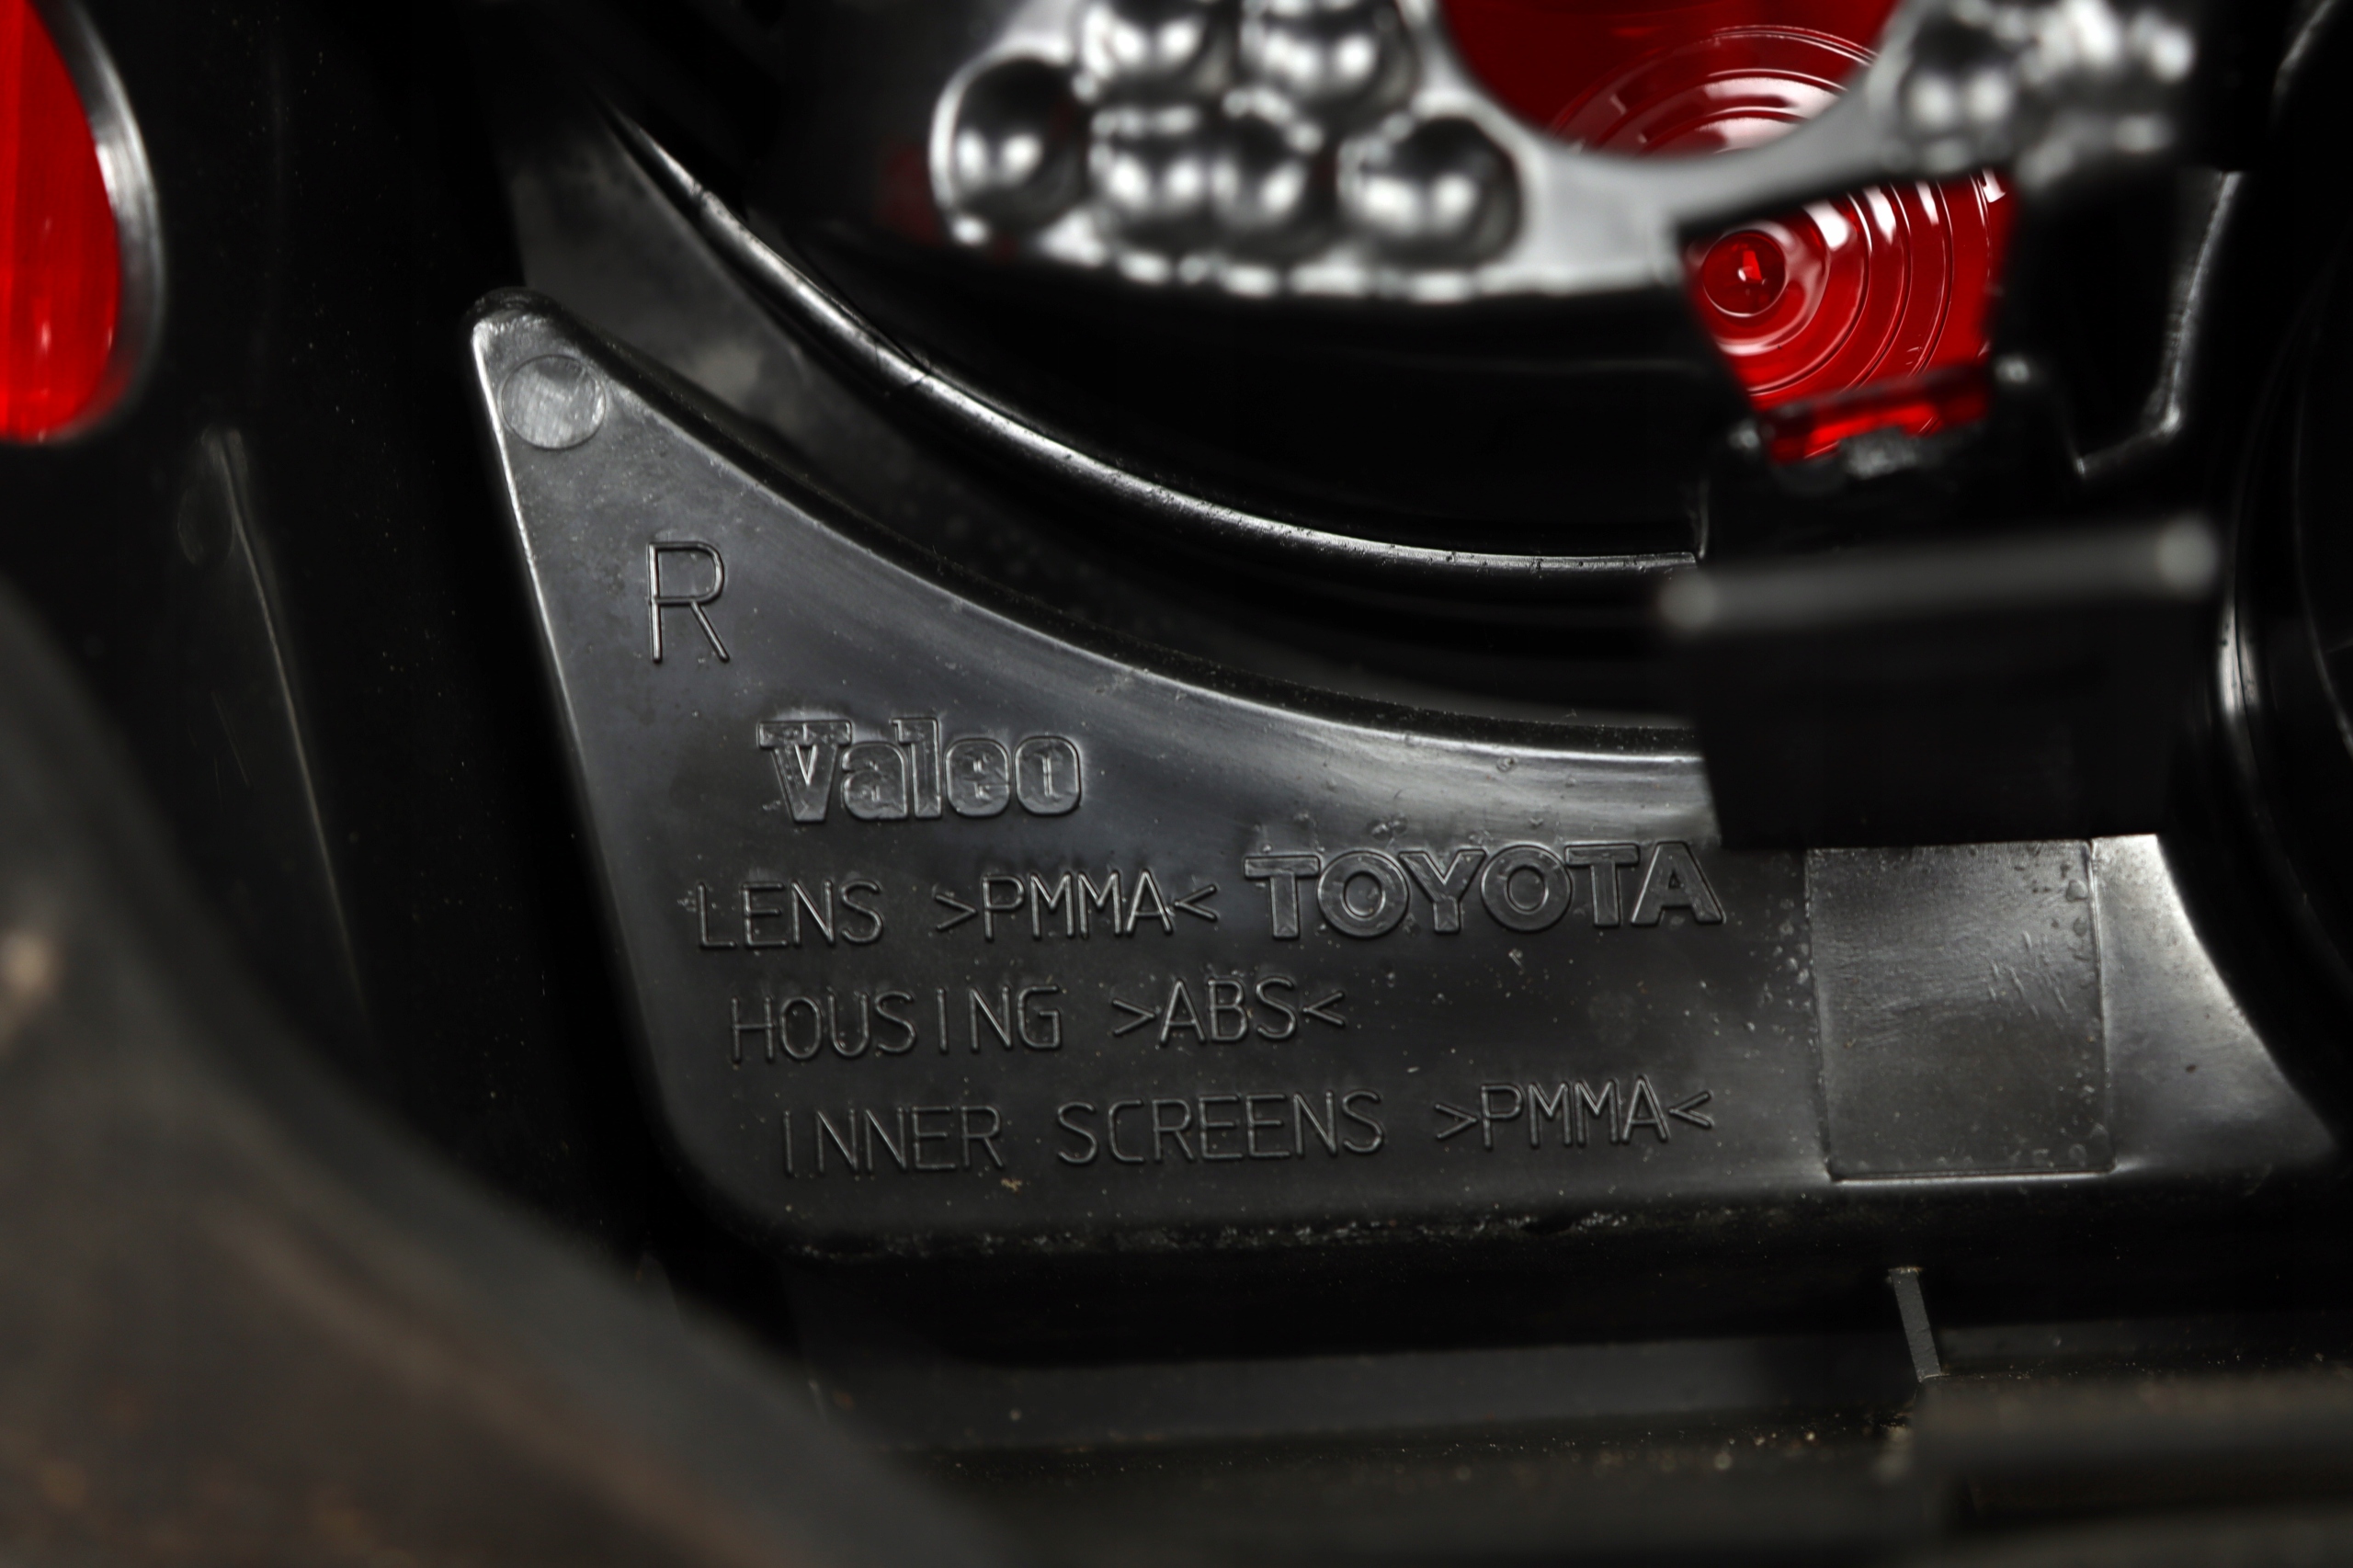 R
Valeo
LENS >PMMA< TOYOTA
HOUSING >ABS<
INNER SCREENS >PMMA<